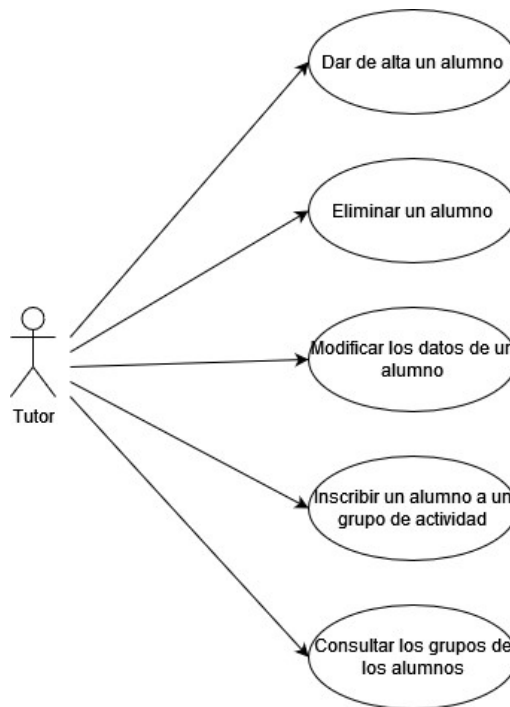 Dar de alta un alumno
Eliminar un alumno
Modificar los datos de un
alumno
Tutor
Inscribir un alumno a un
grupo de actividad
Consultar los grupos de
los alumnos